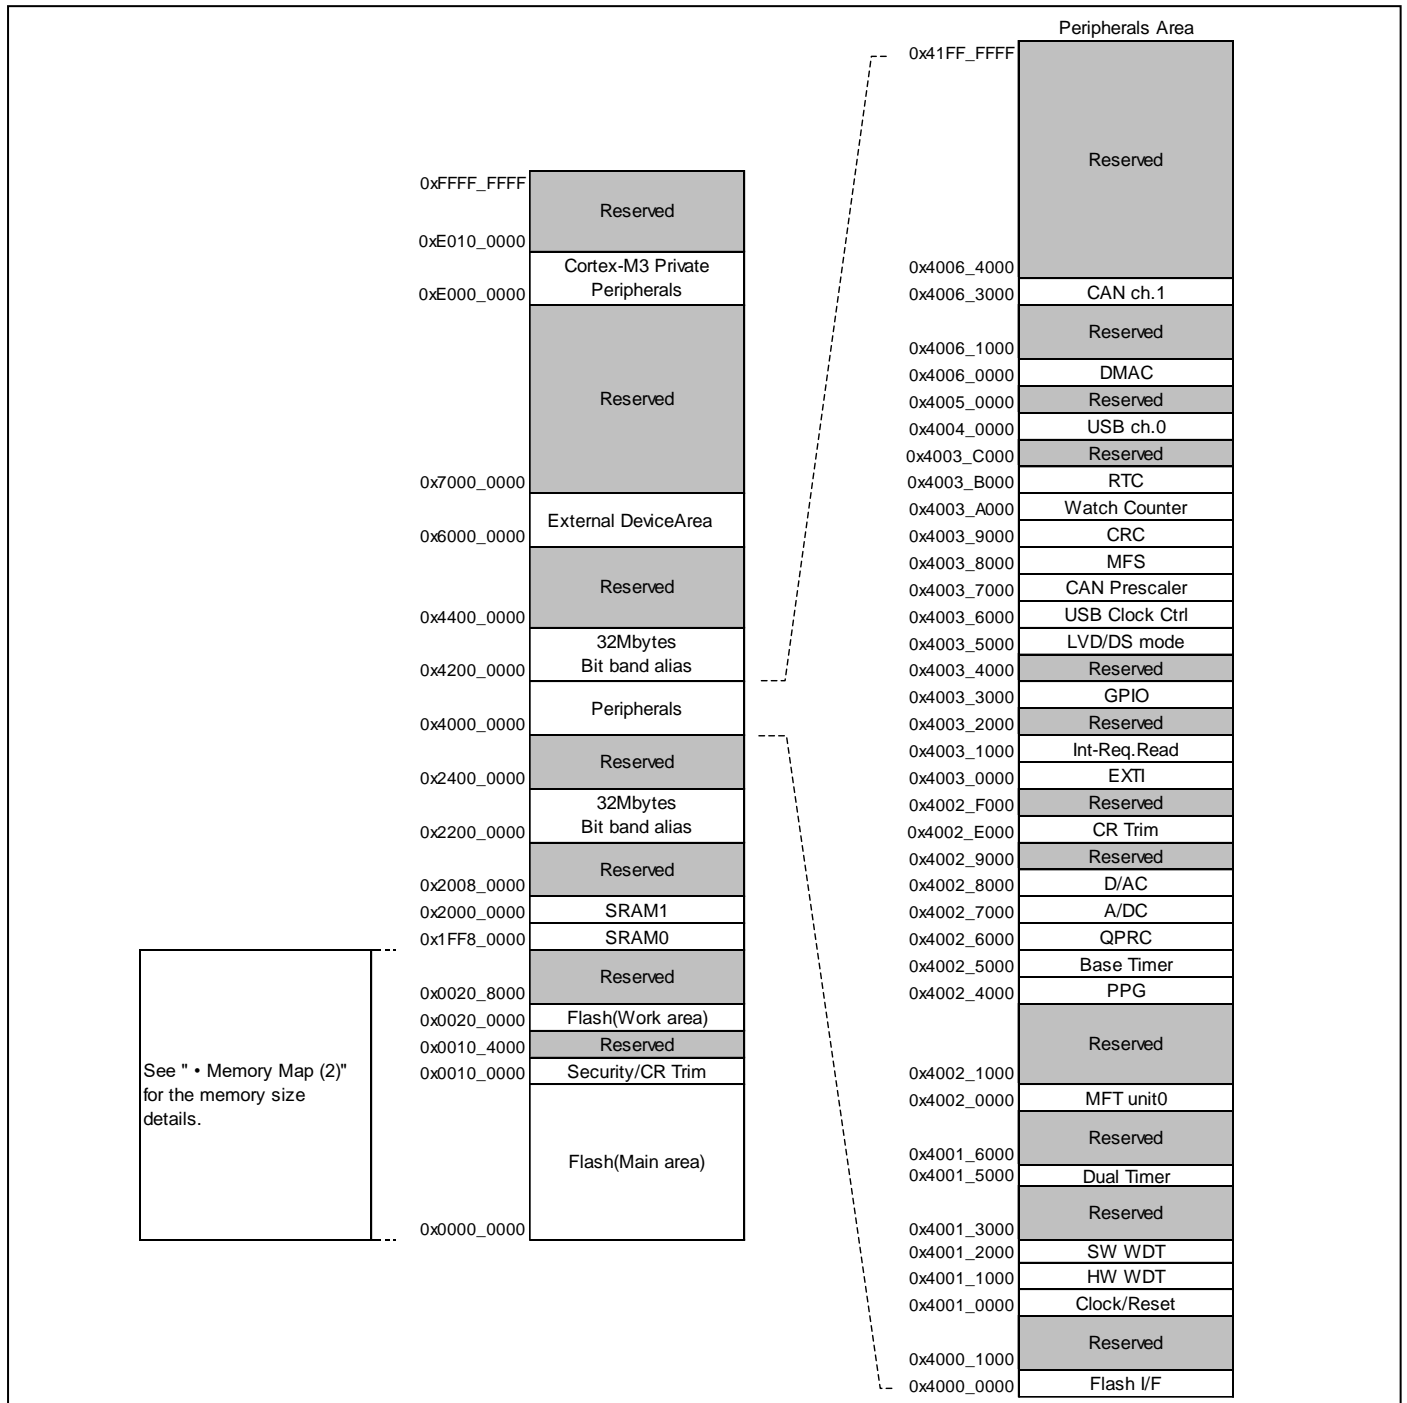 Peripherals Area
0x41FF_FFFF
Reserved
0x4006_4000
0x4006_3000 CAN ch.1
Reserved
0x4006_1000
0x4006_0000 DMAC
0x4005_0000 Reserved
0x4004_0000 USB ch.0
0x4003_C000 Reserved
0x4003_B000 RTC
0x4003_A000 Watch Counter
0x4003_9000 CRC
0x4003_8000 MFS
0x4003_7000 CAN Prescaler
0x4003_6000 USB Clock Ctrl
0x4003_5000 LVD/DS mode
0x4003_4000 Reserved
0x4003_3000 GPIO
0x4003_2000 Reserved
0x4003_1000 Int-Req.Read
0x4003_0000 EXTI
0x4002_F000 Reserved
0x4002_E000 CR Trim
0x4002_9000 Reserved
0x4002_8000 D/AC
0x4002_7000 A/DC
0x4002_6000 QPRC
0x4002_5000 Base Timer
0x4002_4000 PPG
Reserved
0x4002_1000
0x4002_0000 MFT unit0
Reserved
0x4001_6000
0x4001_5000 Dual Timer
Reserved
0x4001_3000
0x4001_2000 SW WDT
0x4001_1000 HW WDT
0x4001_0000 Clock/Reset
Reserved
0x4000_1000
0x4000_0000 Flash I/F
0xFFFF_FFFF
Reserved
0xE010_0000
Cortex-M3 Private
0xE000_0000 Peripherals
Reserved
0x7000_0000
External DeviceArea
0x6000_0000
Reserved
0x4400_0000
32Mbytes
0x4200_0000 Bit band alias
Peripherals
0x4000_0000
Reserved
0x2400_0000
32Mbytes
0x2200_0000 Bit band alias
Reserved
0x2008_0000
0x2000_0000 SRAM1
0x1FF8_0000 SRAM0
Reserved
0x0020_8000
0x0020_0000 Flash(Work area)
0x0010_4000 Reserved
0x0010_0000 Security/CR Trim
Flash(Main area)
0x0000_0000
See " • Memory Map (2)"
for the memory size
details.